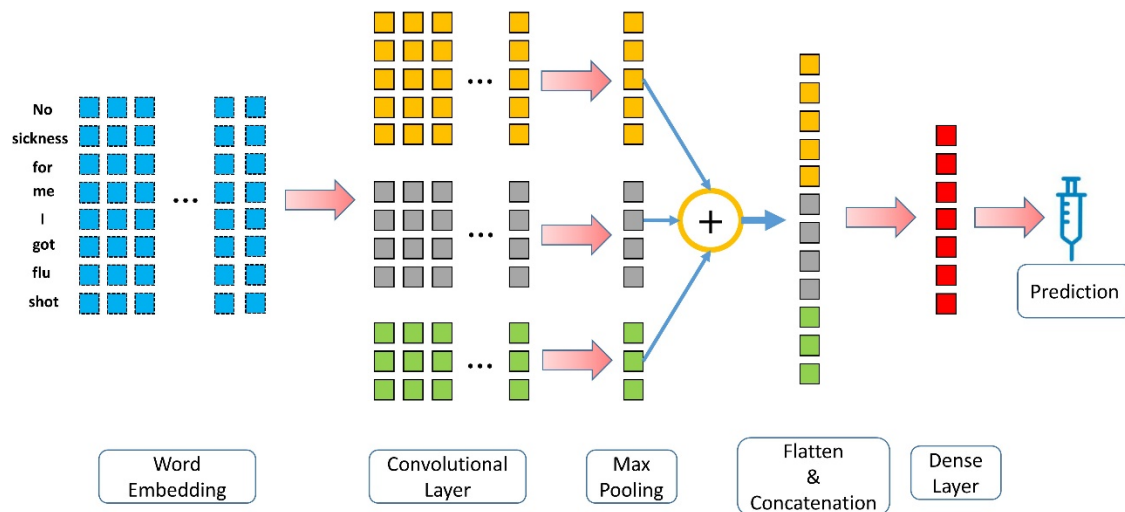 No
sickness
for
me
I
got
flu
shot
...
...
...
...
+
Prediction
Word
Embedding
Convolutional
Layer
Max
Pooling
Flatten
&
Concatenation
Dense
Layer